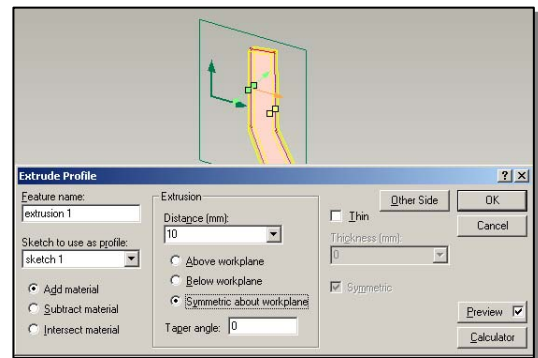 Extrude Profile
Feature name:
extrusion 1
Sketch to use as profile:
sketch 1
Add material
Subtract material
Intersect material
Extrusion
Distance (mm):
10
Above workplane
Below workplane
Symmetric about workplane
Taper angle: 0
Other Side
Thin
Thickness (mm):
0
Symmetric
OK
Cancel
Preview
Calculator